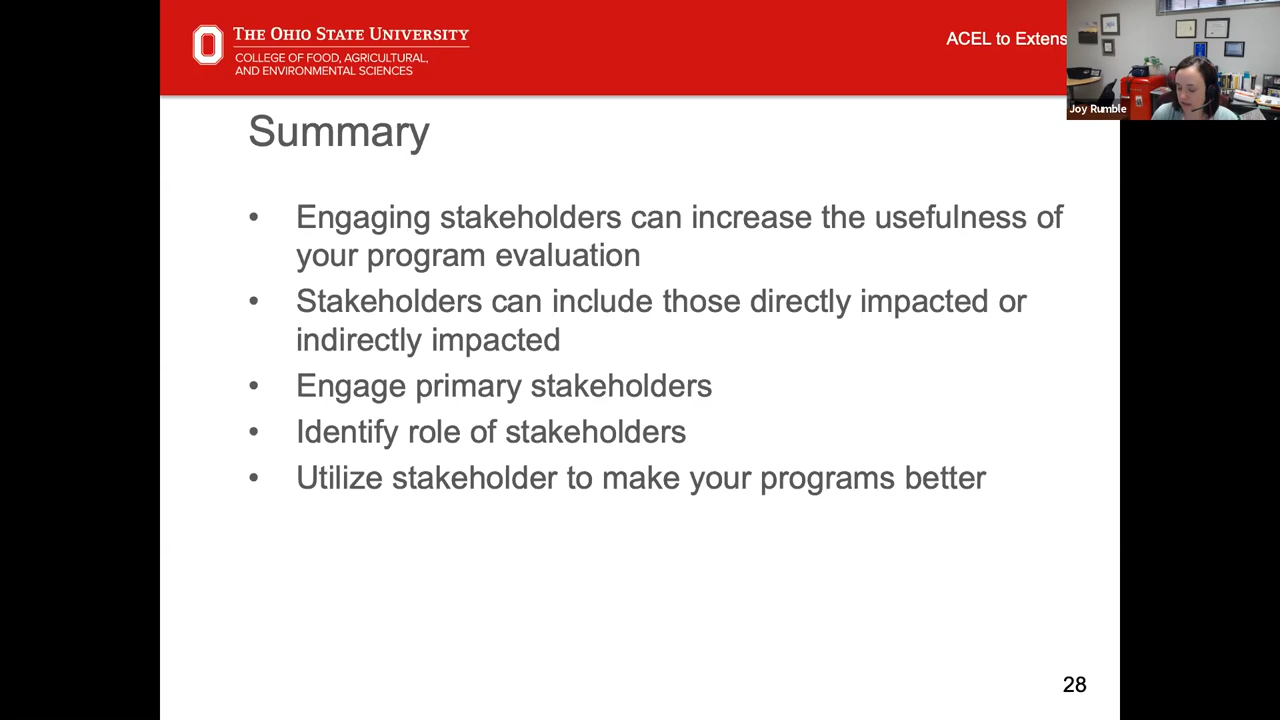 THE OHIO STATE UNIVERSITY
COLLEGE OF FOOD, AGRICULTURAL,
AND ENVIRONMENTAL SCIENCES
ACEL to Extens
Joy Rumble
Summary
• Engaging stakeholders can increase the usefulness of
your program evaluation
• Stakeholders can include those directly impacted or
indirectly impacted
• Engage primary stakeholders
• Identify role of stakeholders
• Utilize stakeholder to make your programs better
28